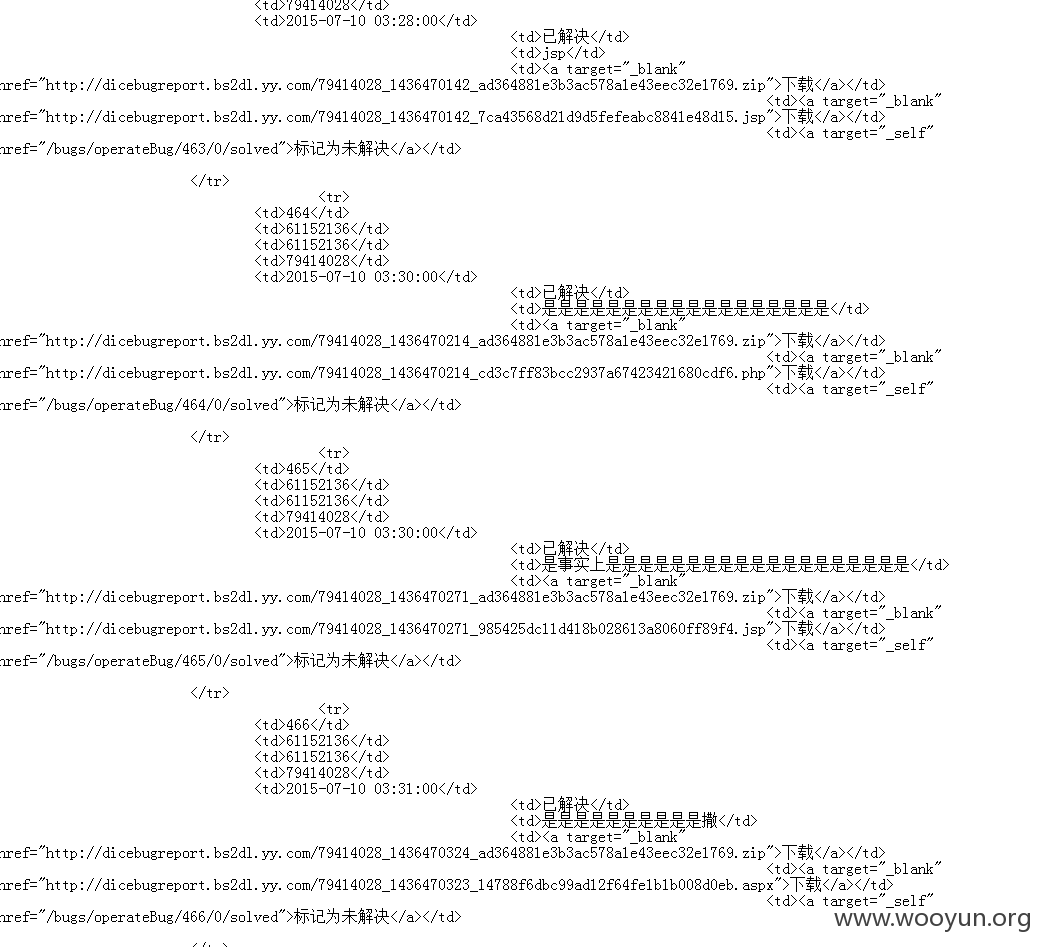 <td>79414028</td>
<td>2015-07-10 03:28:00</td>
<td>已解决</td>
<td>jsp</td>
<td><a target="_blank"
href="http://dicebugreport.bs2dl.yy.com/79414028_1436470142_ad364881e3b3ac578a1e43eec32e1769.zip">下载</a></td>
<td><a target="_blank"
href="http://dicebugreport.bs2dl.yy.com/79414028_1436470142_7ca43568d21d9d5fefeabc8841e48d15.jsp">下载</a></td>
<td><a target="_self"
href="/bugs/operateBug/463/0/solved">标记为未解决</a></td>
</tr>
<tr>
<td>464</td>
<td>61152136</td>
<td>61152136</td>
<td>79414028</td>
<td>2015-07-10 03:30:00</td>
<td>已解决</td>
<td>是是是是是是是是是是是是是是是是是是</td>
<td><a target="_blank"
href="http://dicebugreport.bs2dl.yy.com/79414028_1436470214_ad364881e3b3ac578a1e43eec32e1769.zip">下载</a></td>
<td><a target="_blank"
href="http://dicebugreport.bs2dl.yy.com/79414028_1436470214_cd3c7ff83bcc2937a67423421680cdf6.php">下载</a></td>
<td><a target="_self"
href="/bugs/operateBug/464/0/solved">标记为未解决</a></td>
</tr>
<tr>
<td>465</td>
<td>61152136</td>
<td>61152136</td>
<td>79414028</td>
<td>2015-07-10 03:30:00</td>
<td>已解决</td>
<td>是事实上是是是是是是是是是是是是是是是是是是是</td>
<td><a target="_blank"
href="http://dicebugreport.bs2dl.yy.com/79414028_1436470271_ad364881e3b3ac578a1e43eec32e1769.zip">下载</a></td>
<td><a target="_blank"
href="http://dicebugreport.bs2dl.yy.com/79414028_1436470271_985425dc11d418b028613a8060ff89f4.jsp">下载</a></td>
<td><a target="_self"
href="/bugs/operateBug/465/0/solved">标记为未解决</a></td>
</tr>
<tr>
<td>466</td>
<td>61152136</td>
<td>61152136</td>
<td>79414028</td>
<td>2015-07-10 03:31:00</td>
<td>已解决</td>
<td>是是是是是是是是是是撒</td>
<td><a target="_blank"
href="http://dicebugreport.bs2dl.yy.com/79414028_1436470324_ad364881e3b3ac578a1e43eec32e1769.zip">下载</a></td>
<td><a target="_blank"
href="http://dicebugreport.bs2dl.yy.com/79414028_1436470323_14788f6dbc99ad12f64fe1b1b008d0eb.aspx">下载</a></td>
<td><a target="_self"
href="/bugs/operateBug/466/0/solved">标记为未解决</a></td>
www.wooyun.org